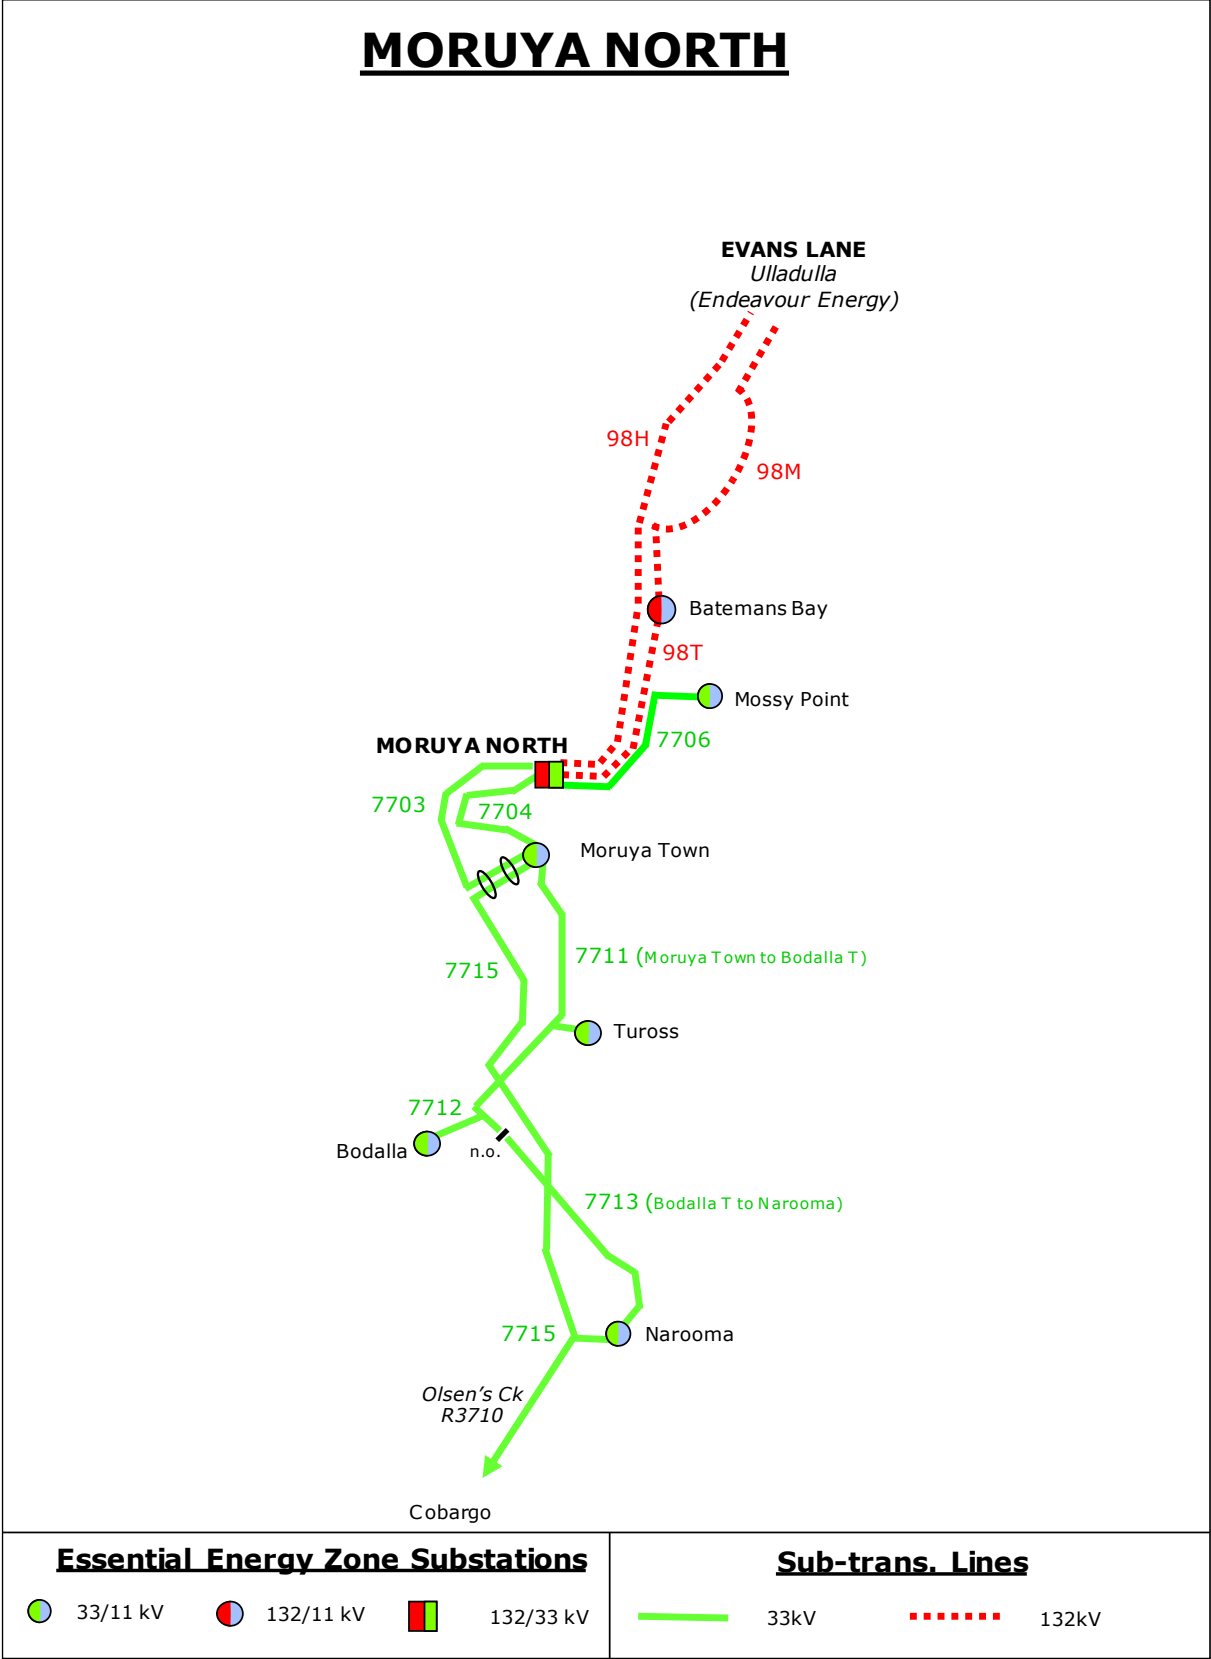 MORUYA NORTH
EVANS LANE
Ulladulla
(Endeavour Energy)
98H
98M
Batemans Bay
98T
Mossy Point
7706
MORUYA NORTH
7703
7704
Moruya Town
7711 (Moruya Town to Bodalla T)
7715
Tuross
7712
Bodalla
n.o.
7713 (Bodalla T to Narooma)
7715
Narooma
Olsen's Ck
R3710
Cobargo
Essential Energy Zone Substations
33/11 kV
132/11 kV
132/33 kV
Sub-trans. Lines
33kV
132kV